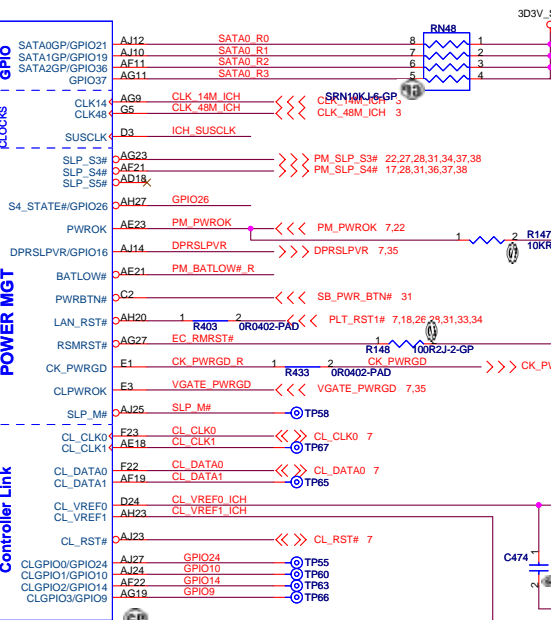 3D3V_S
RN48
SATA0GP/GPIO21 AJ12 SATA0_R0 8 1
SATA1GP/GPIO19 AJ10 SATA0_R1 7 2
SATA2GP/GPIO36 AF11 SATA0_R2 6 3
GPIO37 AG11 SATA0_R3 5 4
GPIO
SRN10KJ-6-GP
CLK14 AG9 CLK_14M_ICH CLK_14M_ICH 3
CLK48 G5 CLK_48M_ICH CLK_48M_ICH 3
CLOCKS
SUSCLK D3 ICH_SUSCLK
SLP_S3# AG23 PM_SLP_S3# 22,27,28,31,34,37,38
SLP_S4# AF21 PM_SLP_S4# 17,28,31,36,37,38
SLP_S5# AD18
S4_STATE#/GPIO26 AH27 GPIO26
PWROK AE23 PM_PWROK PM_PWROK 7,22
1 2 R147
10KR
DPRSLPVR/GPIO16 AJ14 DPRSLPVR DPRSLPVR 7,35
BATLOW# AE21 PM_BATLOW#_R
POWER MGT
PWRBTN# C2 SB_PWR_BTN# 31
LAN_RST# AH20 1 2 PLT_RST1# 7,18,26,28,31,33,34
R403 0R0402-PAD
RSMRST# AG27 EC_RMRST# 1
R148 100R2J-2-GP
CK_PWRGD E1 CK_PWRGD_R 1 2 CK_PWRGD CK_PW
R433 0R0402-PAD
CLPWROK E3 VGATE_PWRGD VGATE_PWRGD 7,35
SLP_M# AJ25 SLP_M# TP58
CL_CLK0 F23 CL_CLK0 CL_CLK0 7
CL_CLK1 AE18 CL_CLK1 TP67
CL_DATA0 F22 CL_DATA0 CL_DATA0 7
CL_DATA1 AF19 CL_DATA1 TP65
Controller Link
CL_VREF0 D24 CL_VREF0_ICH
CL_VREF1 AH23 CL_VREF1_ICH
CL_RST# AJ23 CL_RST# 7
C474 1
2
CLGPIO0/GPIO24 AJ27 GPIO24 TP55
CLGPIO1/GPIO10 AJ24 GPIO10 TP60
CLGPIO2/GPIO14 AF22 GPIO14 TP63
CLGPIO3/GPIO9 AG19 GPIO9 TP66